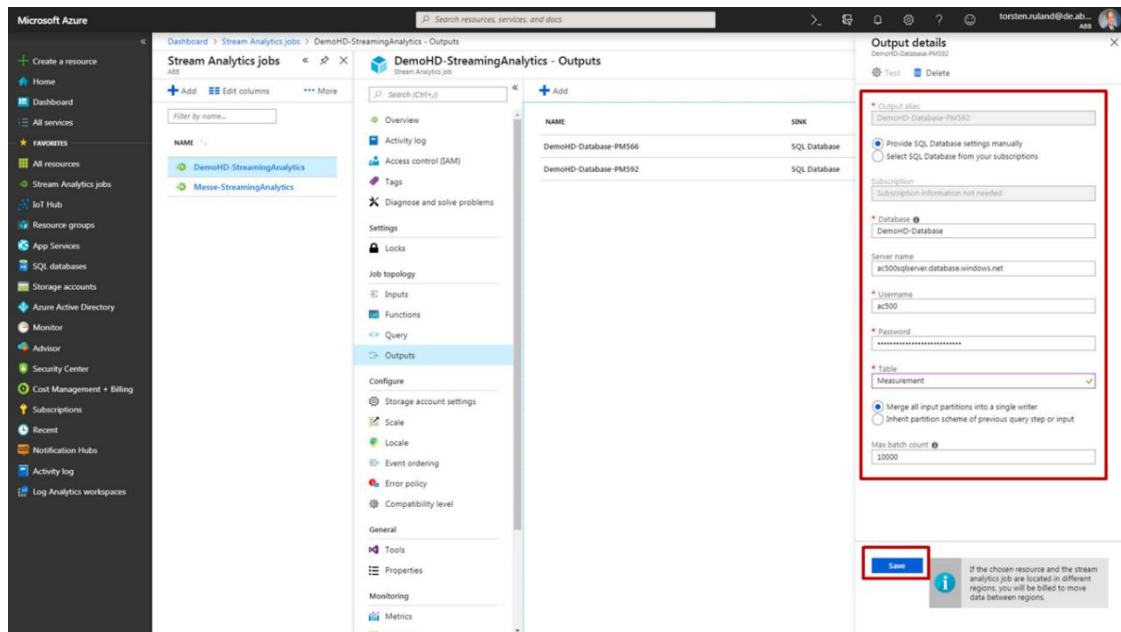 Microsoft Azure
Search resources, services, and docs
torsten.ruland@de.ab...
ABB
Dashboard > Stream Analytics jobs > DemoHD-StreamingAnalytics - Outputs
Create a resource
Home
Dashboard
All services
FAVORITES
All resources
Stream Analytics jobs
IoT Hub
Resource groups
App Services
SQL databases
Storage accounts
Azure Active Directory
Monitor
Advisor
Security Center
Cost Management + Billing
Subscriptions
Recent
Notification Hubs
Activity log
Log Analytics workspaces
Stream Analytics jobs
ABB
Add Edit columns ••• More
Filter by name...
NAME
DemoHD-StreamingAnalytics
Messe-StreamingAnalytics
DemoHD-StreamingAnalytics - Outputs
Stream Analytics job
Search (Ctrl+/)
Overview
Activity log
Access control (IAM)
Tags
Diagnose and solve problems
Settings
Locks
Job topology
Inputs
Functions
Query
Outputs
Configure
Storage account settings
Scale
Locale
Event ordering
Error policy
Compatibility level
General
Tools
Properties
Monitoring
Metrics
Add
NAME SINK
DemoHD-Database-PM566 SQL Database
DemoHD-Database-PM592 SQL Database
Output details
DemoHD-Database-PM592
Test Delete
* Output alias
DemoHD-Database-PM592
Provide SQL Database settings manually
Select SQL Database from your subscriptions
Subscription
Subscription information not needed
* Database
DemoHD-Database
Server name
ac500sqlserver.database.windows.net
* Username
ac500
* Password
* Table
Measurement
Merge all input partitions into a single writer
Inherit partition scheme of previous query step or input
Max batch count
10000
Save
If the chosen resource and the stream
analytics job are located in different
regions, you will be billed to move
data between regions.